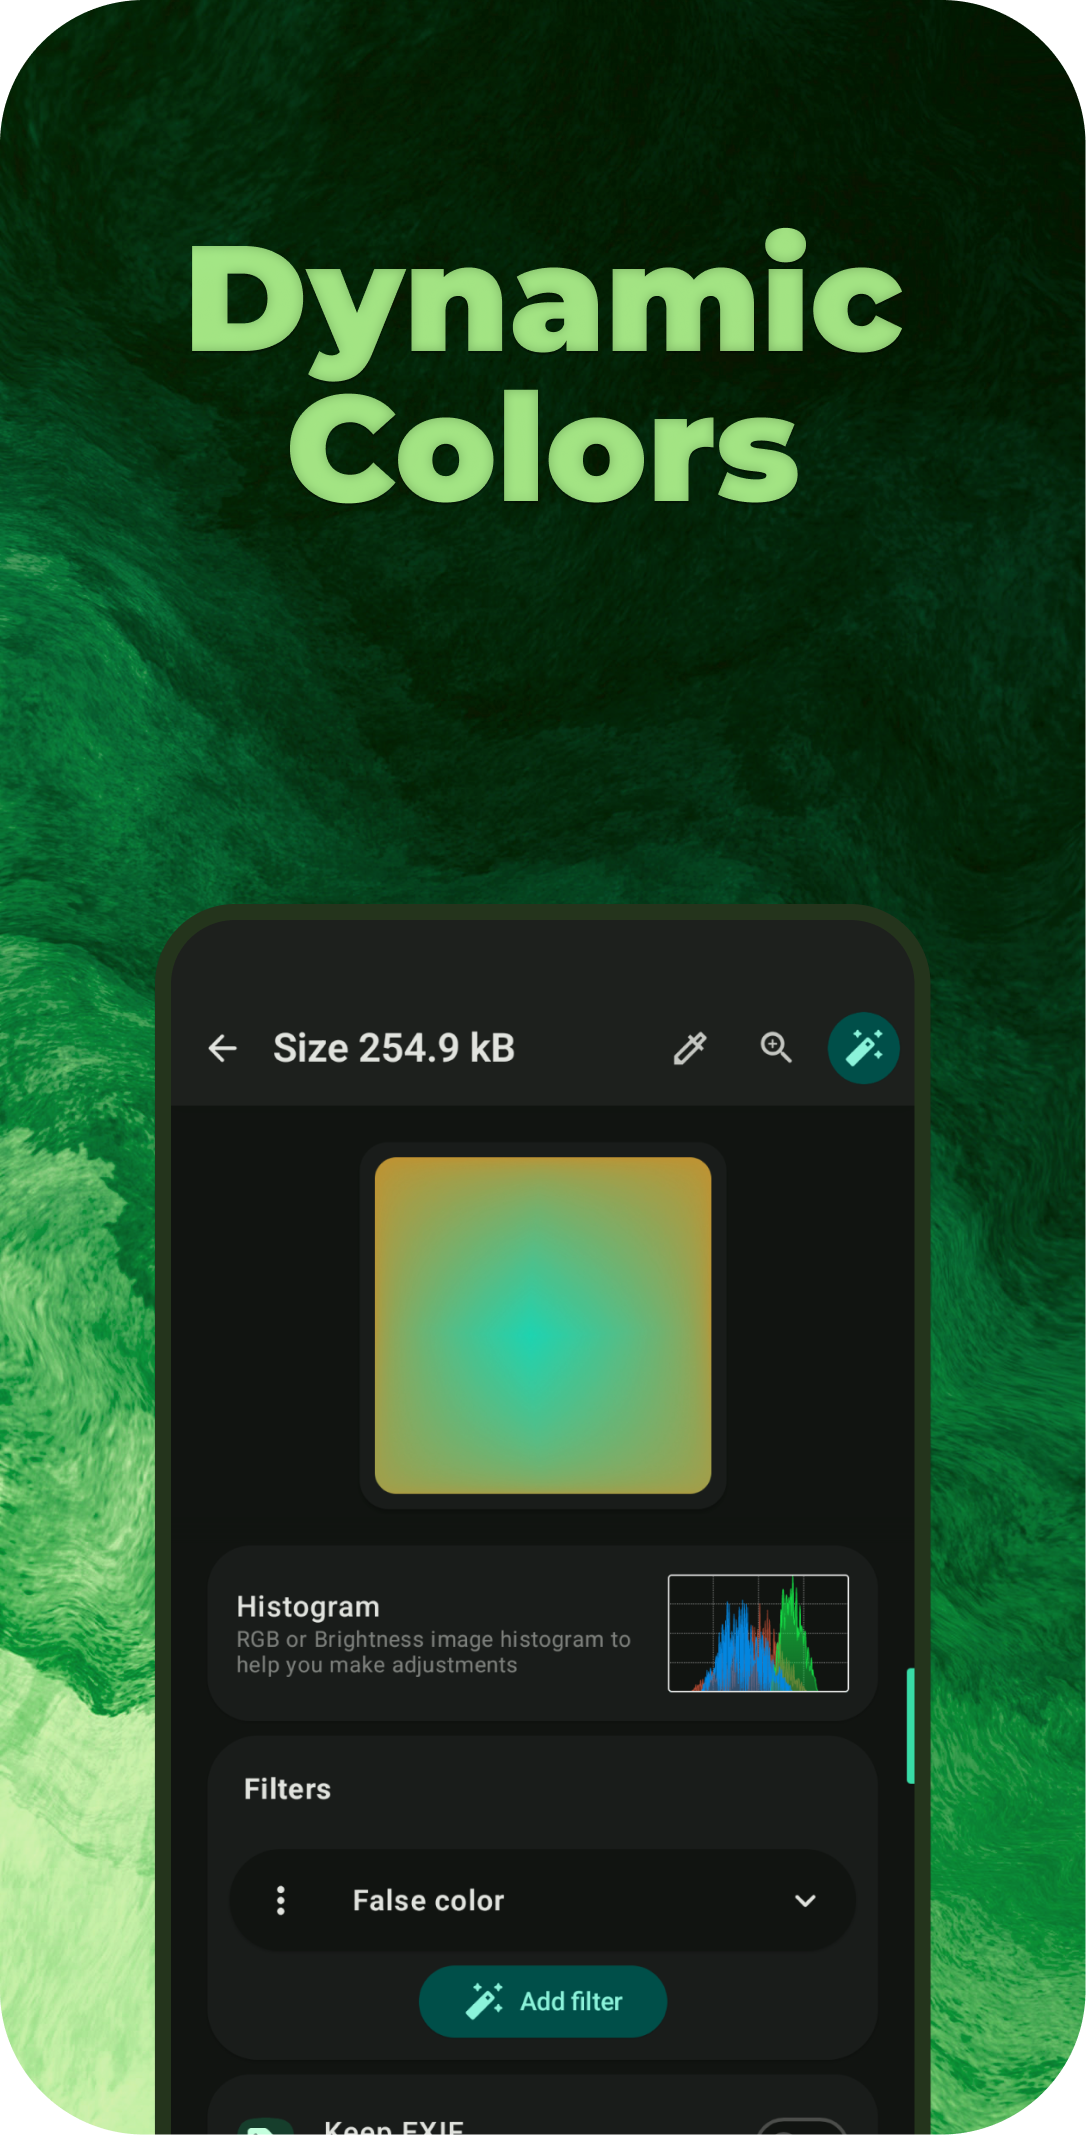 Dynamic
Colors
Size 254.9 kB
Histogram
RGB or Brightness image histogram to
help you make adjustments
Filters
False color
Add filter
Keep EXIF